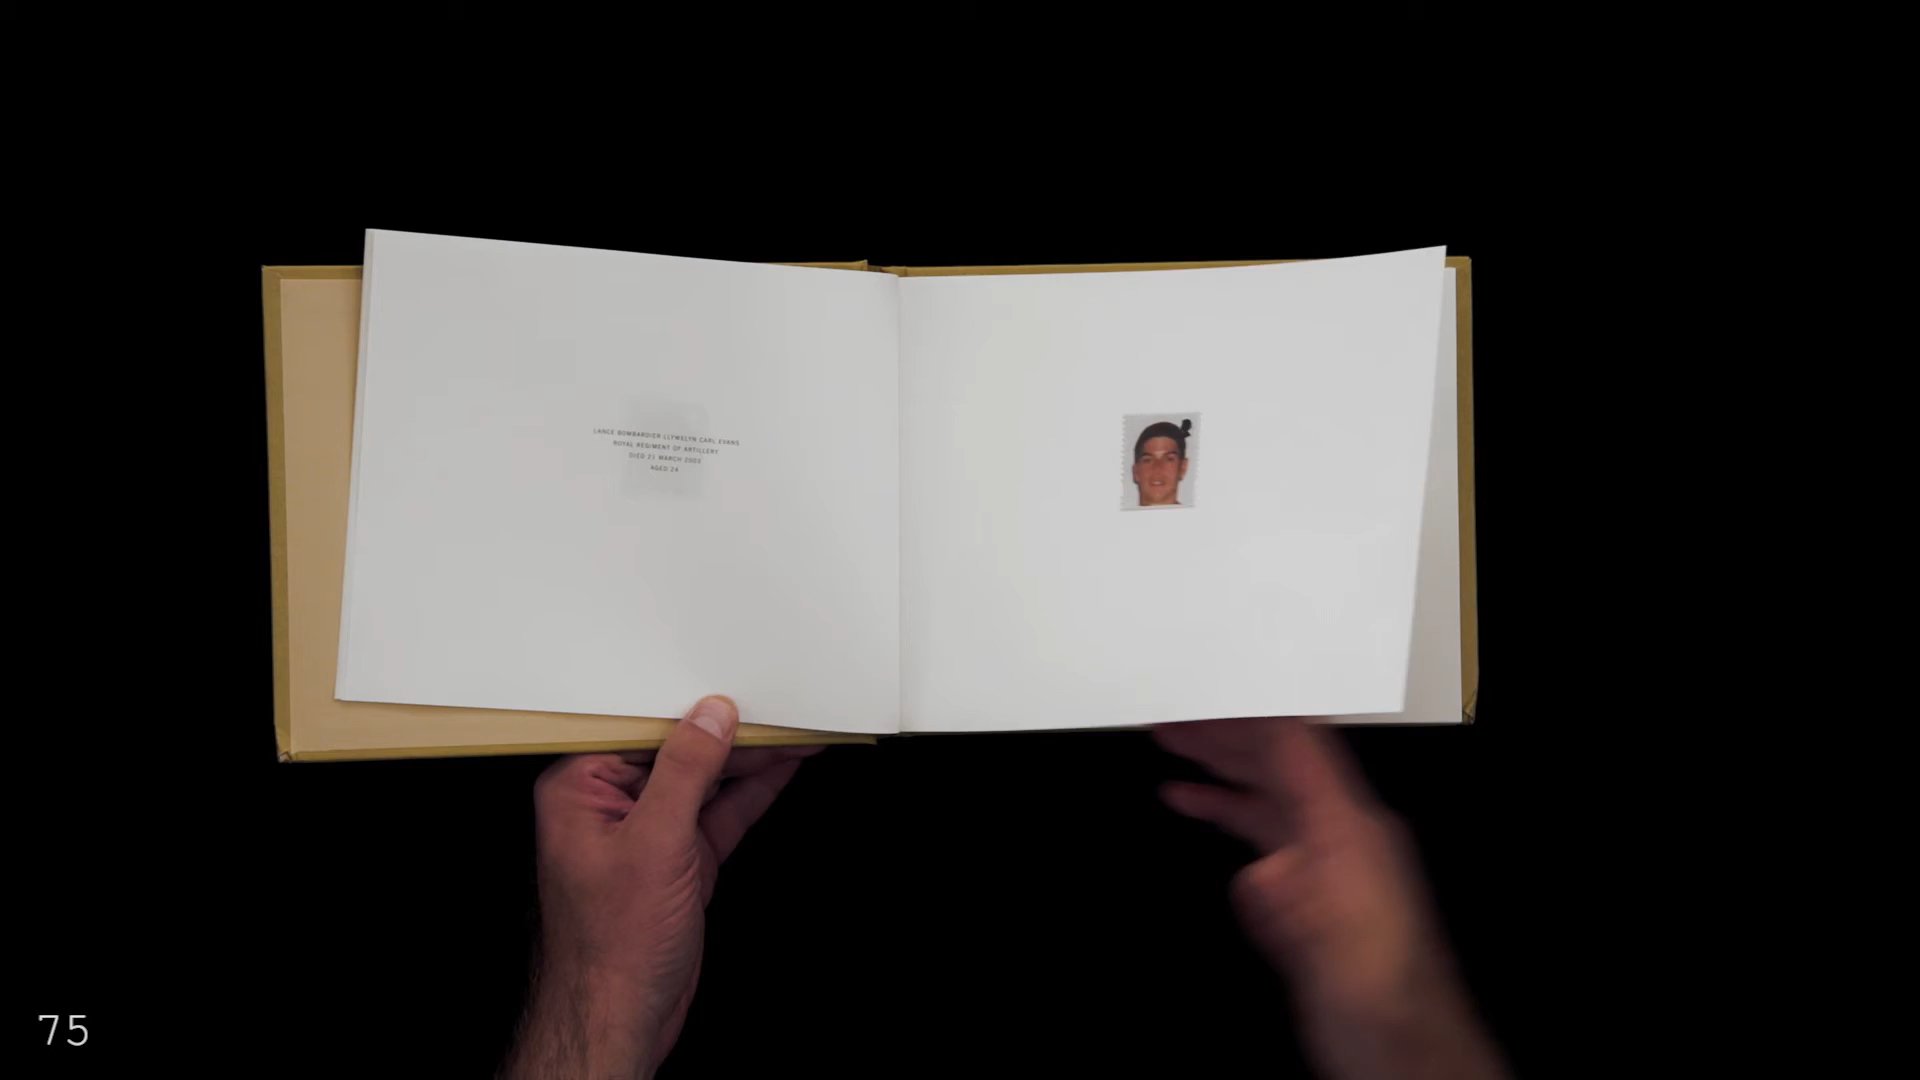 LANCE BOMBARDIER LLYWELYN CARL EVANS
ROYAL REGIMENT OF ARTILLERY
DIED 21 MARCH 2003
AGED 24
75